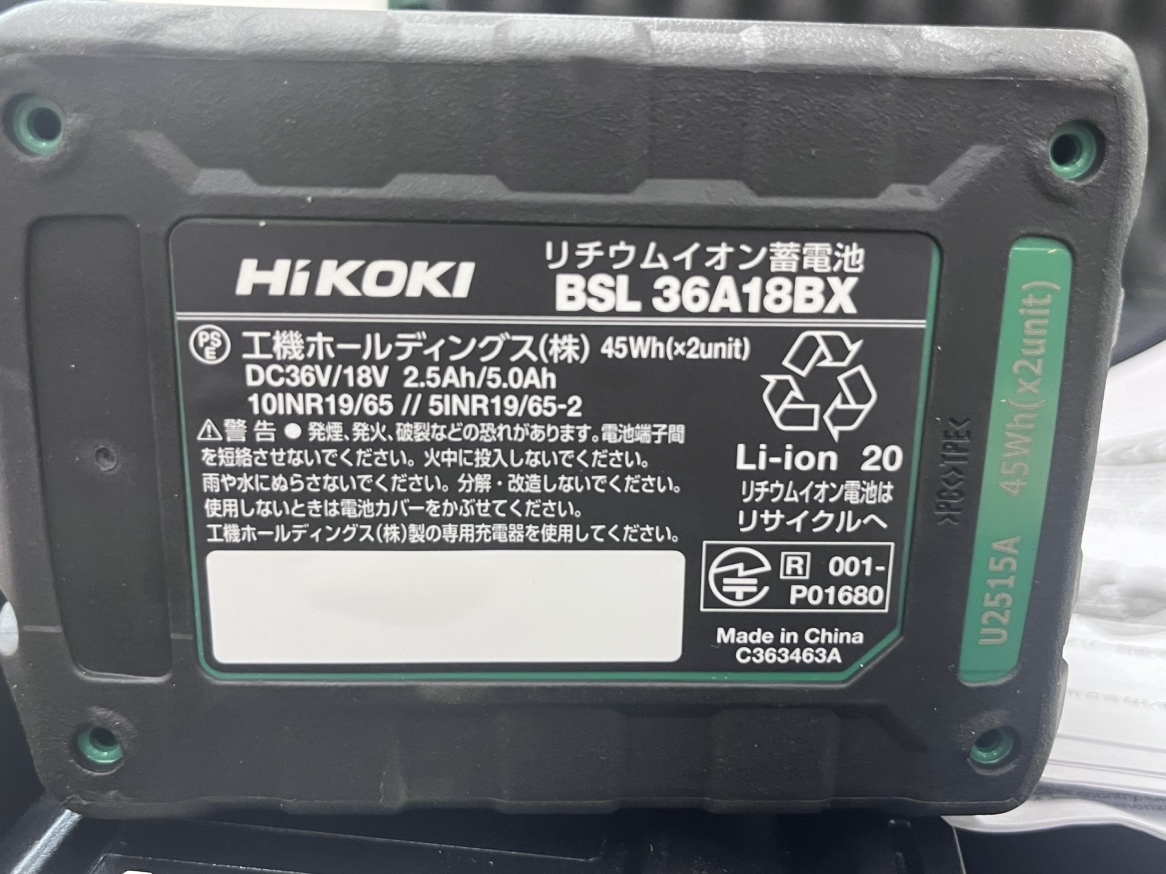 HiKOKI
リチウムイオン蓄電池
BSL 36A18BX
PSE 工機ホールディングス(株) 45Wh(×2unit)
DC36V/18V 2.5Ah/5.0Ah
10INR19/65 // 5INR19/65-2
⚠警告 ● 発煙、発火、破裂などの恐れがあります。電池端子間
を短絡させないでください。火中に投入しないでください。
雨や水にぬらさないでください。分解・改造しないでください。
使用しないときは電池カバーをかぶせてください。
工機ホールディングス(株)製の専用充電器を使用してください。
Li-ion 20
リチウムイオン電池は
リサイクルへ
R 001-
P01680
Made in China
C363463A
>PC<>TPE<
U2515A 45Wh(x2unit)